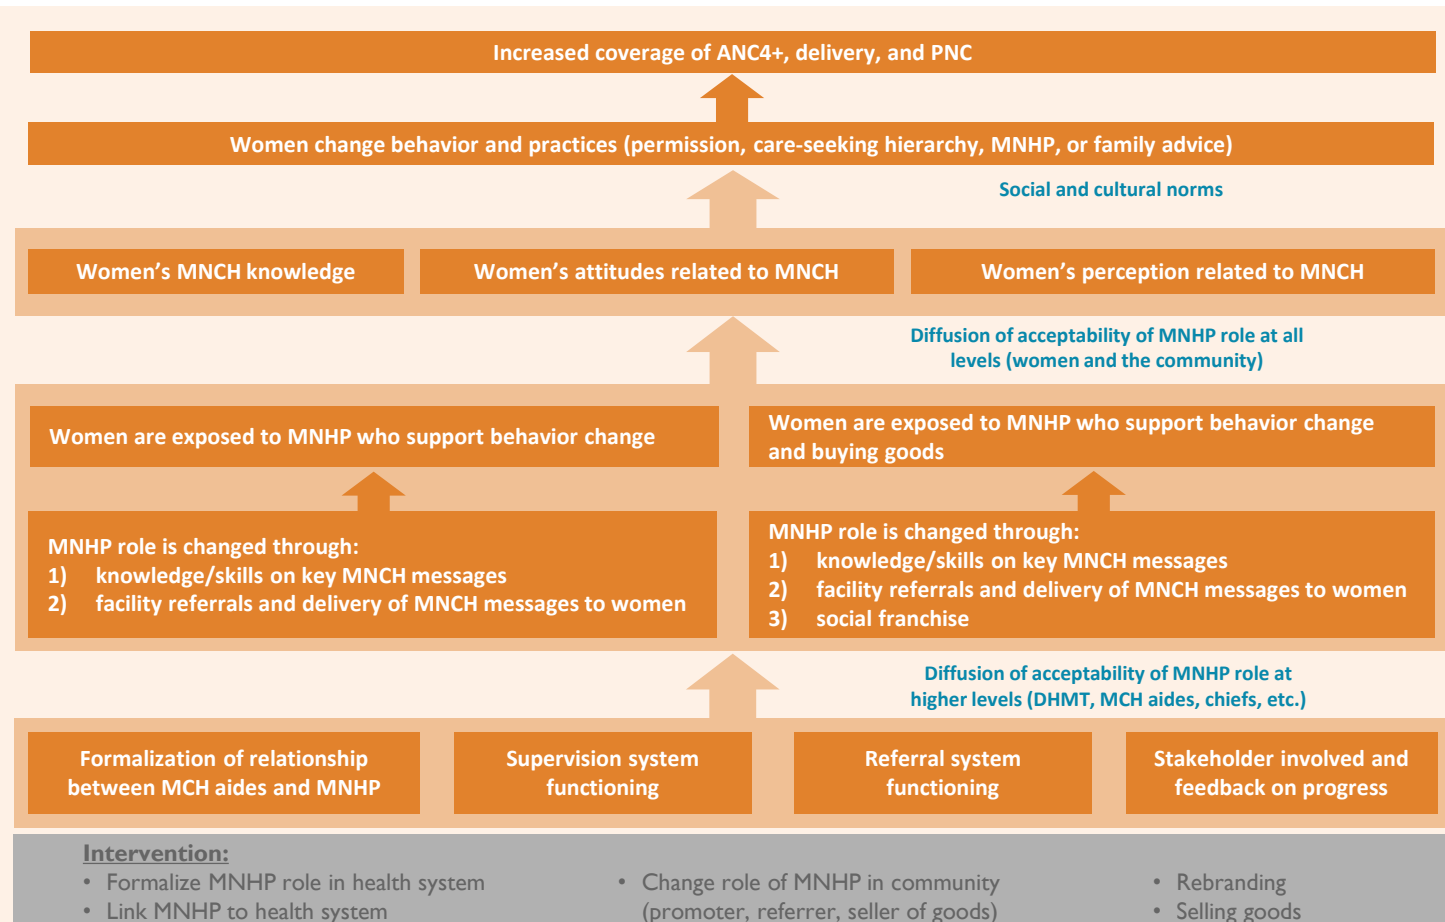 Increased coverage of ANC4+, delivery, and PNC
Women change behavior and practices (permission, care-seeking hierarchy, MNHP, or family advice)
Social and cultural norms
Women’s MNCH knowledge
Women’s attitudes related to MNCH
Women’s perception related to MNCH
Diffusion of acceptability of MNHP role at all
levels (women and the community)
Women are exposed to MNHP who support behavior change
Women are exposed to MNHP who support behavior change
and buying goods
MNHP role is changed through:
1) knowledge/skills on key MNCH messages
2) facility referrals and delivery of MNCH messages to women
MNHP role is changed through:
1) knowledge/skills on key MNCH messages
2) facility referrals and delivery of MNCH messages to women
3) social franchise
Diffusion of acceptability of MNHP role at
higher levels (DHMT, MCH aides, chiefs, etc.)
Formalization of relationship
between MCH aides and MNHP
Supervision system
functioning
Referral system
functioning
Stakeholder involved and
feedback on progress
Intervention:
• Formalize MNHP role in health system
• Link MNHP to health system
• Change role of MNHP in community
(promoter, referrer, seller of goods)
• Rebranding
• Selling goods